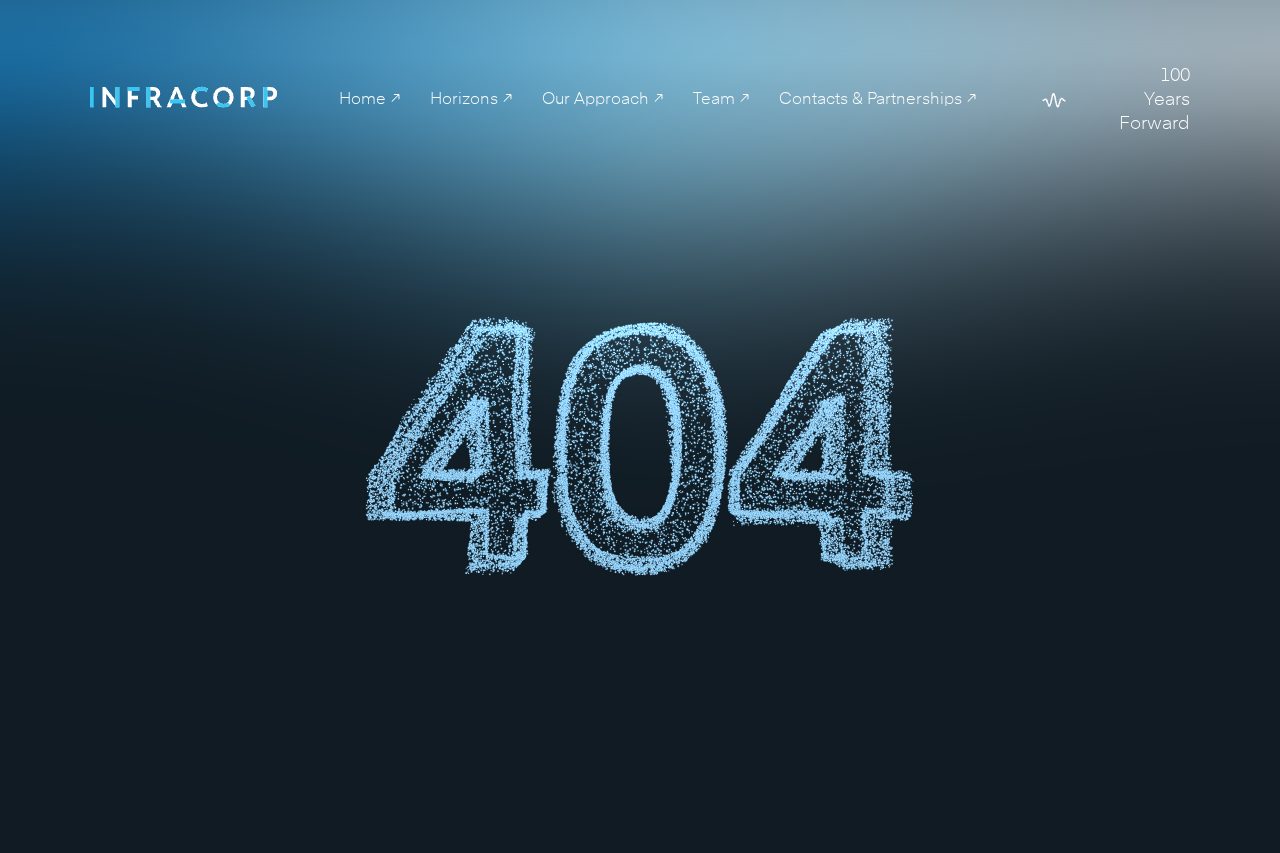 INFRACORP
Home
Horizons
Our Approach
Team
Contacts & Partnerships
100
Years
Forward
404